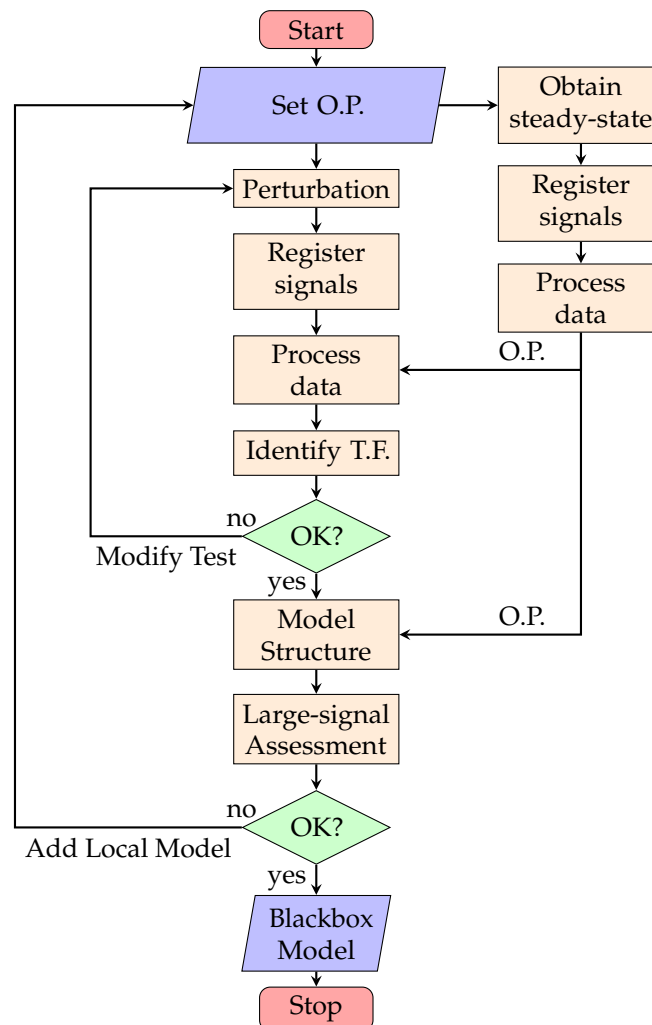 Start
Set O.P.
Obtain
steady-state
Perturbation
Register
signals
Register
signals
Process
data
Process
data
O.P.
Identify T.F.
no
OK?
Modify Test
yes
Model
Structure
O.P.
Large-signal
Assessment
no
OK?
Add Local Model
yes
Blackbox
Model
Stop